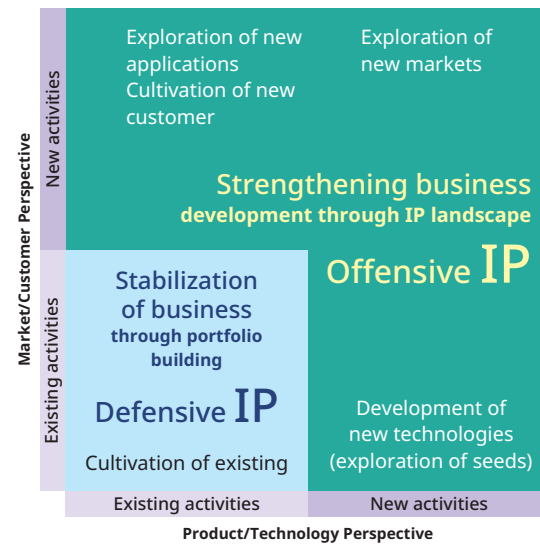 Exploration of new
applications
Cultivation of new
customer
Exploration of
new markets
Strengthening business
development through IP landscape
Offensive IP
Stabilization
of business
through portfolio
building
Defensive IP
Cultivation of existing
Development of
new technologies
(exploration of seeds)
Market/Customer Perspective
New activities
Existing activities
Existing activities
New activities
Product/Technology Perspective